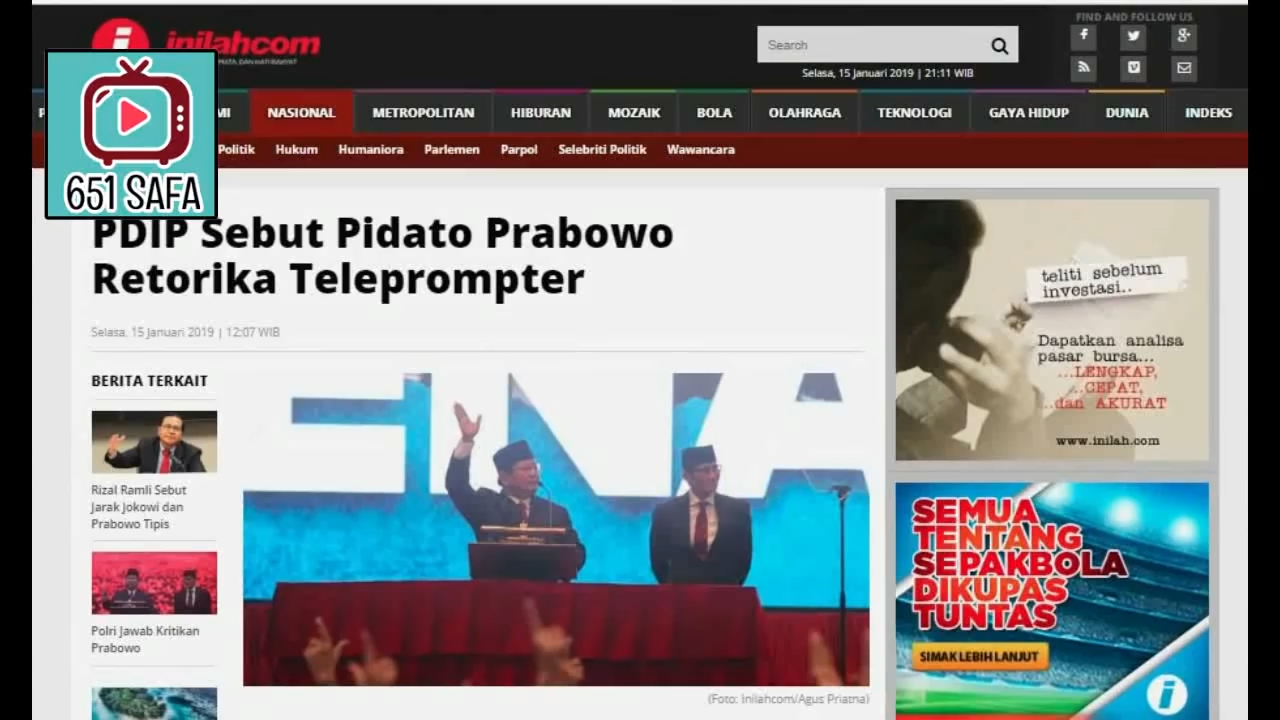 inilahcom
FIND AND FOLLOW US
Search
Selasa, 15 Januari 2019 | 21:11 WIB
651 SAFA
NASIONAL
METROPOLITAN
HIBURAN
MOZAIK
BOLA
OLAHRAGA
TEKNOLOGI
GAYA HIDUP
DUNIA
INDEKS
Politik
Hukum
Humaniora
Parlemen
Parpol
Selebriti Politik
Wawancara
PDIP Sebut Pidato Prabowo
Retorika Teleprompter
Selasa, 15 Januari 2019 | 12:07 WIB
BERITA TERKAIT
Rizal Ramli Sebut
Jarak Jokowi dan
Prabowo Tipis
Polri Jawab Kritikan
Prabowo
ENA
(Foto: Inilahcom/Agus Priatna)
teliti sebelum
investasi..
Dapatkan analisa
pasar bursa...
...LENGKAP,
...CEPAT,
...dan AKURAT
www.inilah.com
SEMUA
TENTANG
SEPAKBOLA
DIKUPAS
TUNTAS
SIMAK LEBIH LANJUT